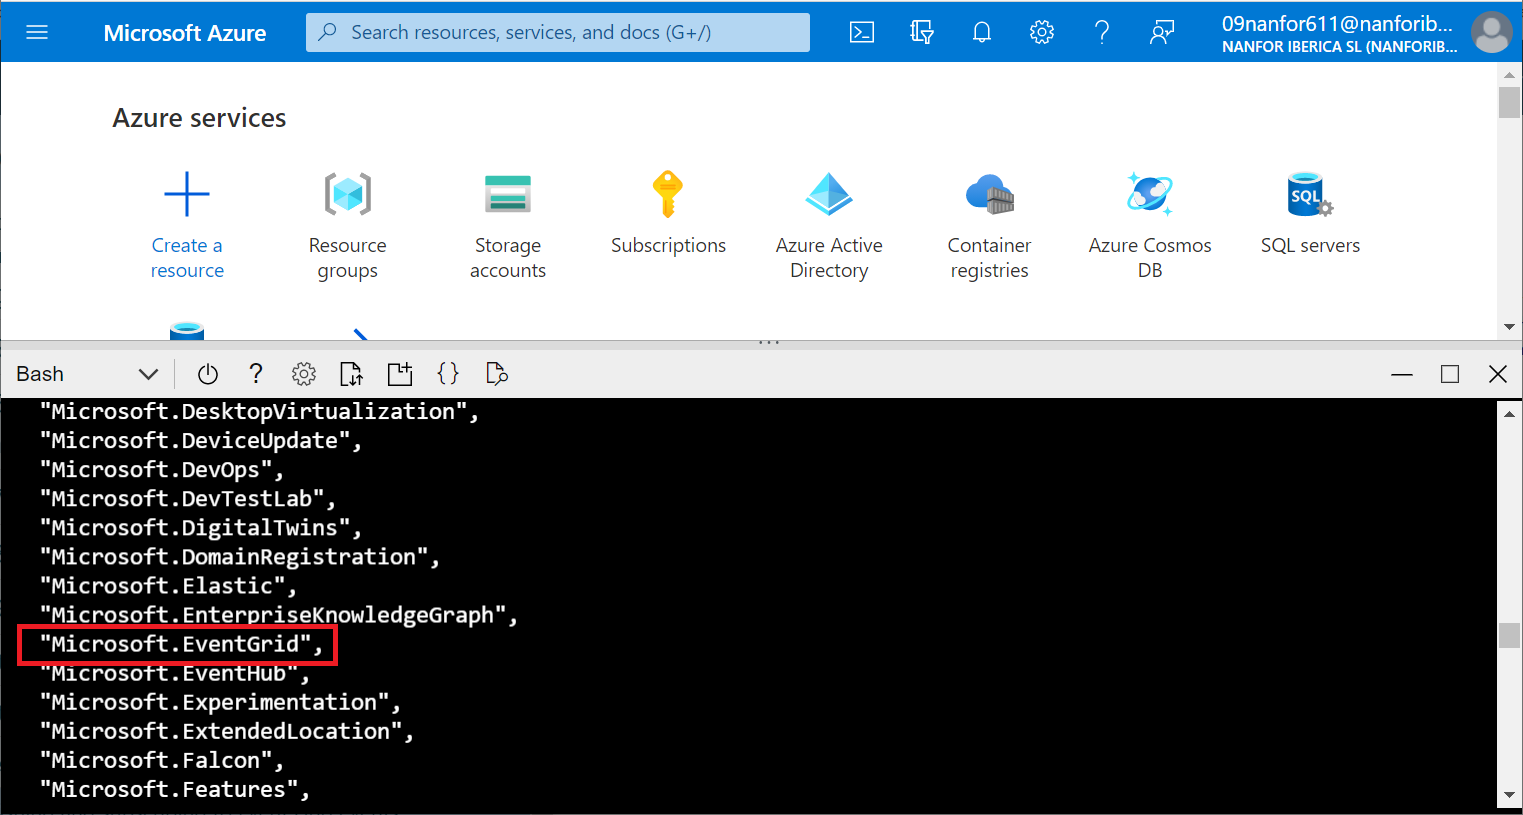 Microsoft Azure
Search resources, services, and docs (G+/)
09nanfor611@nanforib...
NANFOR IBERICA SL (NANFORIB...
Azure services
Create a
resource
Resource
groups
Storage
accounts
Subscriptions
Azure Active
Directory
Container
registries
Azure Cosmos
DB
SQL
SQL servers
Bash
"Microsoft.DesktopVirtualization",
"Microsoft.DeviceUpdate",
"Microsoft.DevOps",
"Microsoft.DevTestLab",
"Microsoft.DigitalTwins",
"Microsoft.DomainRegistration",
"Microsoft.Elastic",
"Microsoft.EnterpriseKnowledgeGraph",
"Microsoft.EventGrid",
"Microsoft.EventHub",
"Microsoft.Experimentation",
"Microsoft.ExtendedLocation",
"Microsoft.Falcon",
"Microsoft.Features",